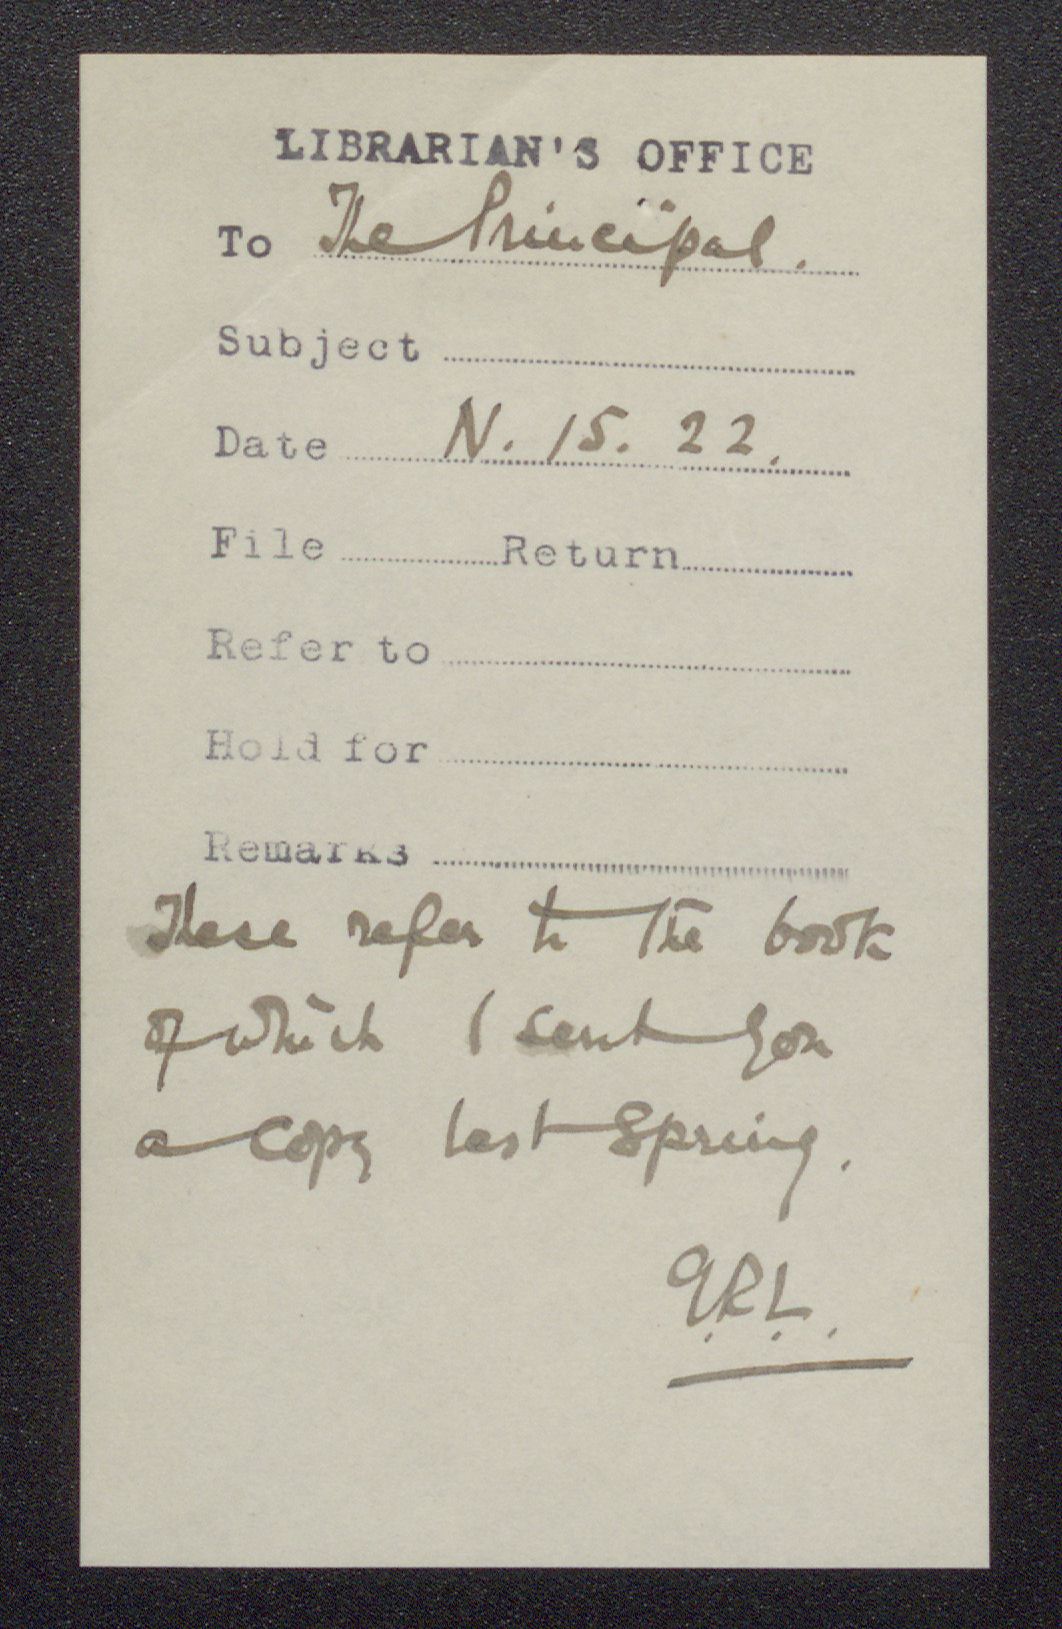 LIBRARIAN'S OFFICE
To The Principal.
Subject
Date N. 15. 22.
File Return
Refer to
Hold for
Remarks
These refer to the book
of which I sent you
a copy last Spring.
G.R.L.